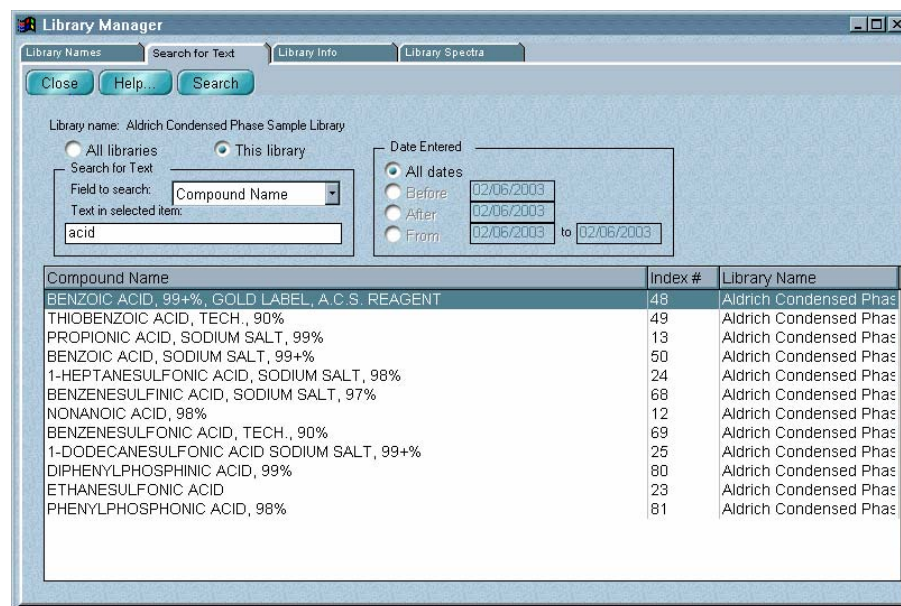 Library Manager
Library Names Search for Text Library Info Library Spectra
Close Help... Search
Library name: Aldrich Condensed Phase Sample Library
All libraries This library
Search for Text
Field to search: Compound Name
Text in selected item:
acid
Date Entered
All dates
Before 02/06/2003
After 02/06/2003
From 02/06/2003 to 02/06/2003
Compound Name Index # Library Name
BENZOIC ACID, 99+%, GOLD LABEL, A.C.S. REAGENT 48 Aldrich Condensed Phas
THIOBENZOIC ACID, TECH., 90% 49 Aldrich Condensed Phas
PROPIONIC ACID, SODIUM SALT, 99% 13 Aldrich Condensed Phas
BENZOIC ACID, SODIUM SALT, 99+% 50 Aldrich Condensed Phas
1-HEPTANESULFONIC ACID, SODIUM SALT, 98% 24 Aldrich Condensed Phas
BENZENESULFINIC ACID, SODIUM SALT, 97% 68 Aldrich Condensed Phas
NONANOIC ACID, 98% 12 Aldrich Condensed Phas
BENZENESULFONIC ACID, TECH., 90% 69 Aldrich Condensed Phas
1-DODECANESULFONIC ACID SODIUM SALT, 99+% 25 Aldrich Condensed Phas
DIPHENYLPHOSPHINIC ACID, 99% 80 Aldrich Condensed Phas
ETHANESULFONIC ACID 23 Aldrich Condensed Phas
PHENYLPHOSPHONIC ACID, 98% 81 Aldrich Condensed Phas